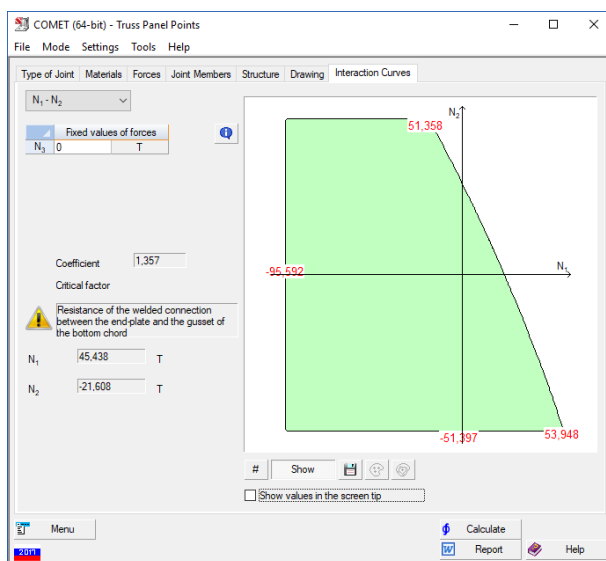 COMET (64-bit) - Truss Panel Points
File Mode Settings Tools Help
Type of Joint Materials Forces Joint Members Structure Drawing Interaction Curves
N₁ - N₂
Fixed values of forces
N₃ 0 T
Coefficient 1,357
Critical factor
Resistance of the welded connection
between the end-plate and the gusset of
the bottom chord
N₁ 45,438 T
N₂ -21,608 T
N₂
51,358
-95,592
N₁
-51,397
53,948
# Show
Show values in the screen tip
Menu
Calculate
2011
Report
Help